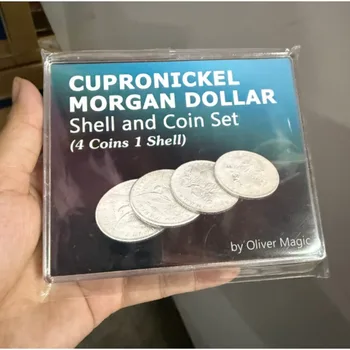 CUPRONICKEL
MORGAN DOLLAR
Shell and Coin Set
(4 Coins 1 Shell)
by Oliver Magic